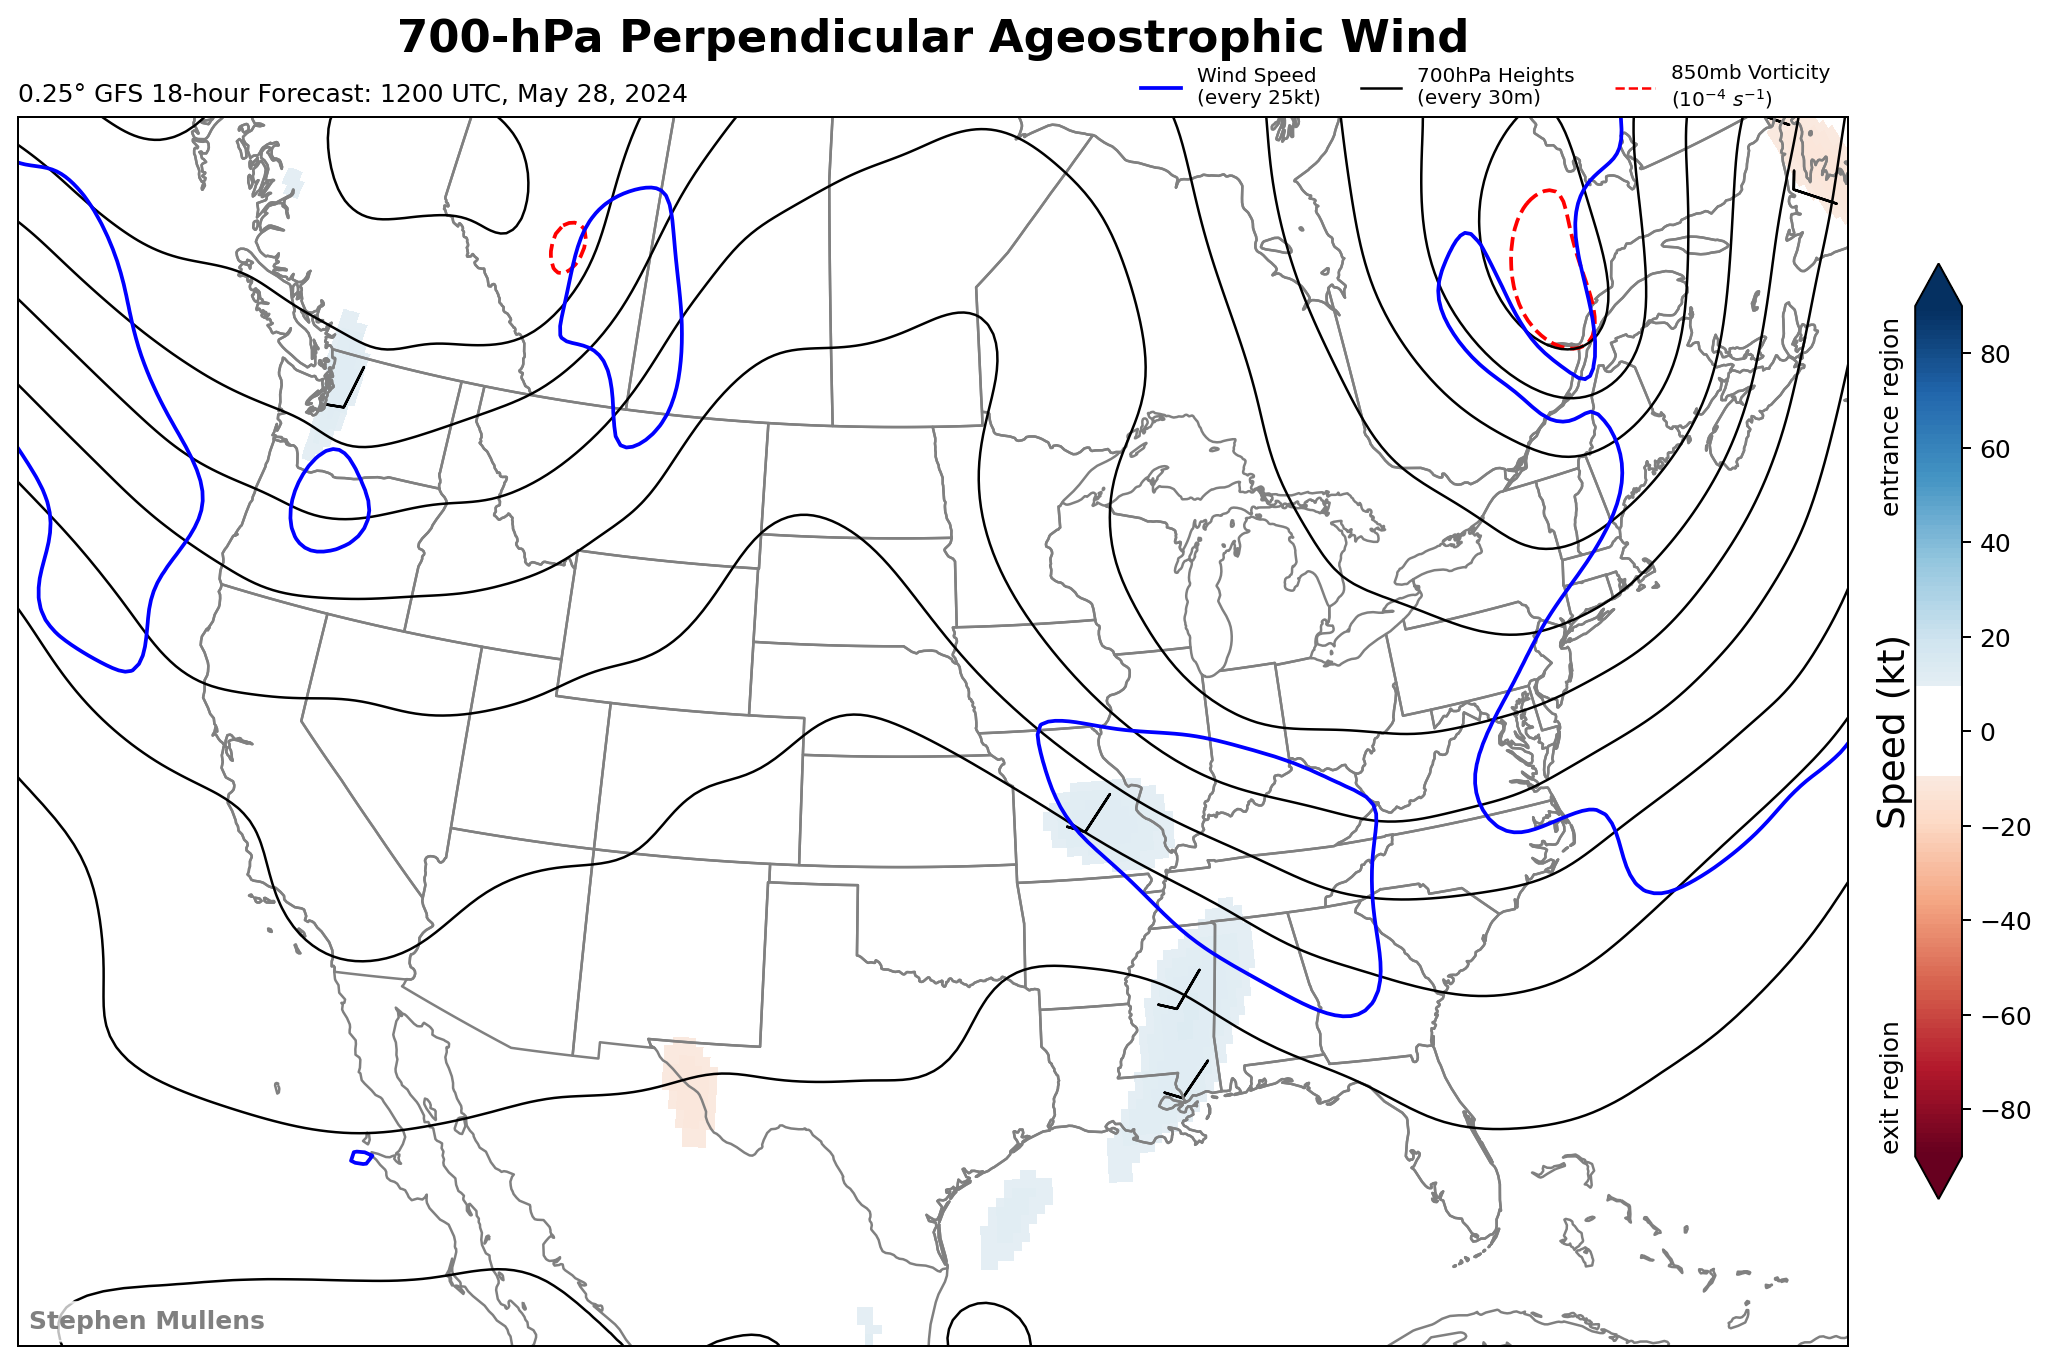 700-hPa Perpendicular Ageostrophic Wind
0.25° GFS 18-hour Forecast: 1200 UTC, May 28, 2024
Wind Speed
(every 25kt)
700hPa Heights
(every 30m)
850mb Vorticity
(10⁻⁴ s⁻¹)
entrance region
Speed (kt)
exit region
80
60
40
20
0
−20
−40
−60
−80
Stephen Mullens